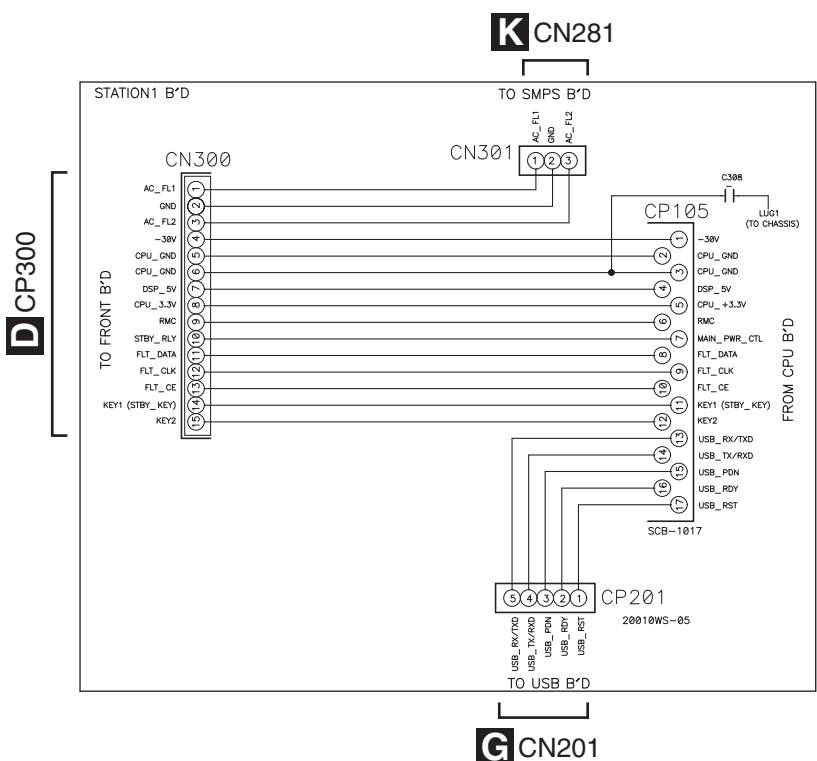 K CN281
STATION1 B'D
TO SMPS B'D
AC_FL1
GND
AC_FL2
CN301
1 2 3
CN300
D CP300
TO FRONT B'D
AC_FL1 1
GND 2
AC_FL2 3
-30V 4
CPU_GND 5
CPU_GND 6
DSP_5V 7
CPU_3.3V 8
RMC 9
STBY_RLY 10
FLT_DATA 11
FLT_CLK 12
FLT_CE 13
KEY1 (STBY_KEY) 14
KEY2 15
C308
LUG1
(TO CHASSIS)
CP105
1 -30V
2 CPU_GND
3 CPU_GND
4 DSP_5V
5 CPU_+3.3V
6 RMC
7 MAIN_PWR_CTL
8 FLT_DATA
9 FLT_CLK
10 FLT_CE
11 KEY1 (STBY_KEY)
12 KEY2
13 USB_RX/TXD
14 USB_TX/RXD
15 USB_PDN
16 USB_RDY
17 USB_RST
FROM CPU B'D
SCB-1017
5 4 3 2 1
CP201
20010WS-05
USB_RX/TXD
USB_TX/RXD
USB_PDN
USB_RDY
USB_RST
TO USB B'D
G CN201